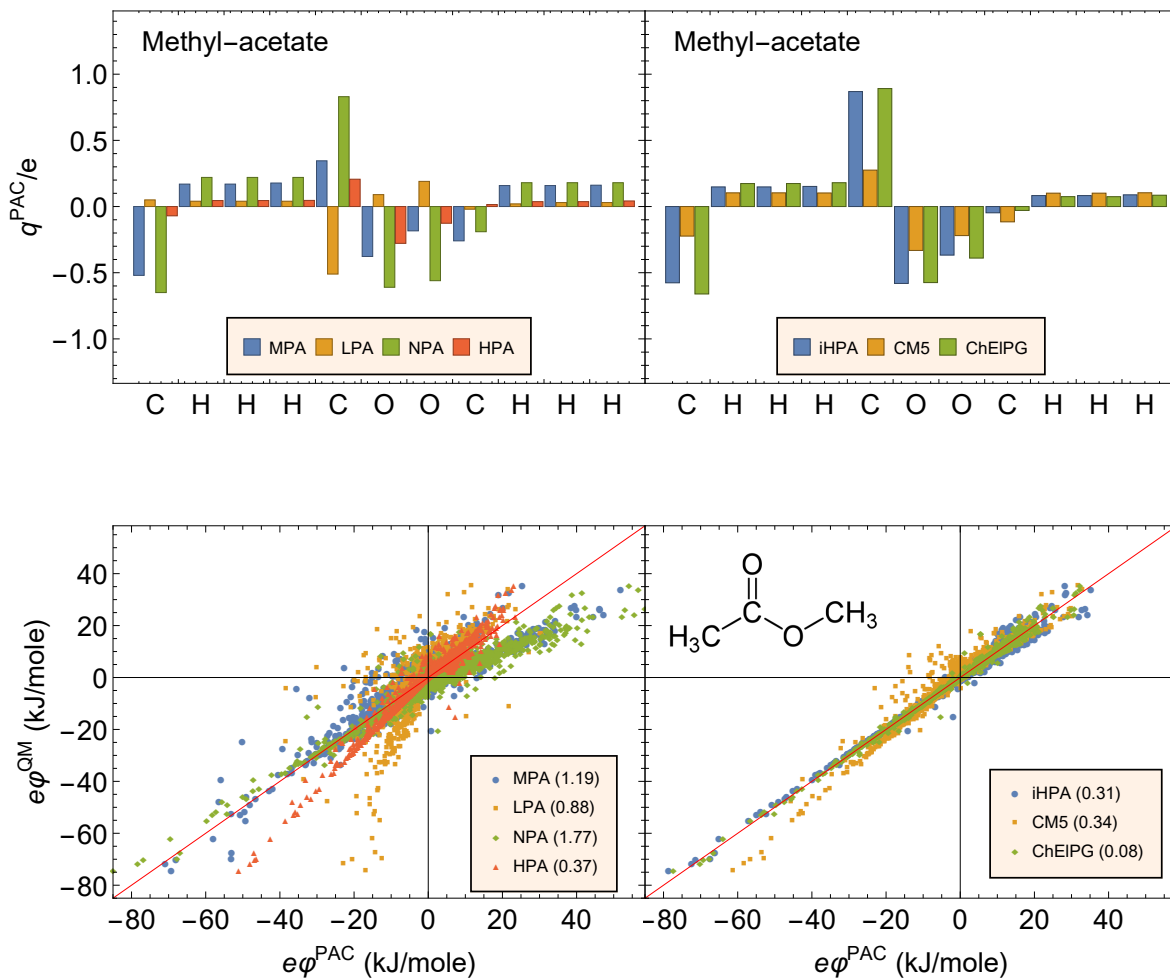 Methyl−acetate
Methyl−acetate
1.0
0.5
0.0
−0.5
−1.0
q^PAC/e
MPA LPA NPA HPA
iHPA CM5 ChElPG
C H H H C O O C H H H
C H H H C O O C H H H
40
20
0
−20
−40
−60
−80
eφ^QM (kJ/mole)
MPA (1.19)
LPA (0.88)
NPA (1.77)
HPA (0.37)
O
H₃C O CH₃
iHPA (0.31)
CM5 (0.34)
ChElPG (0.08)
−80 −60 −40 −20 0 20 40
−80 −60 −40 −20 0 20 40
eφ^PAC (kJ/mole)
eφ^PAC (kJ/mole)